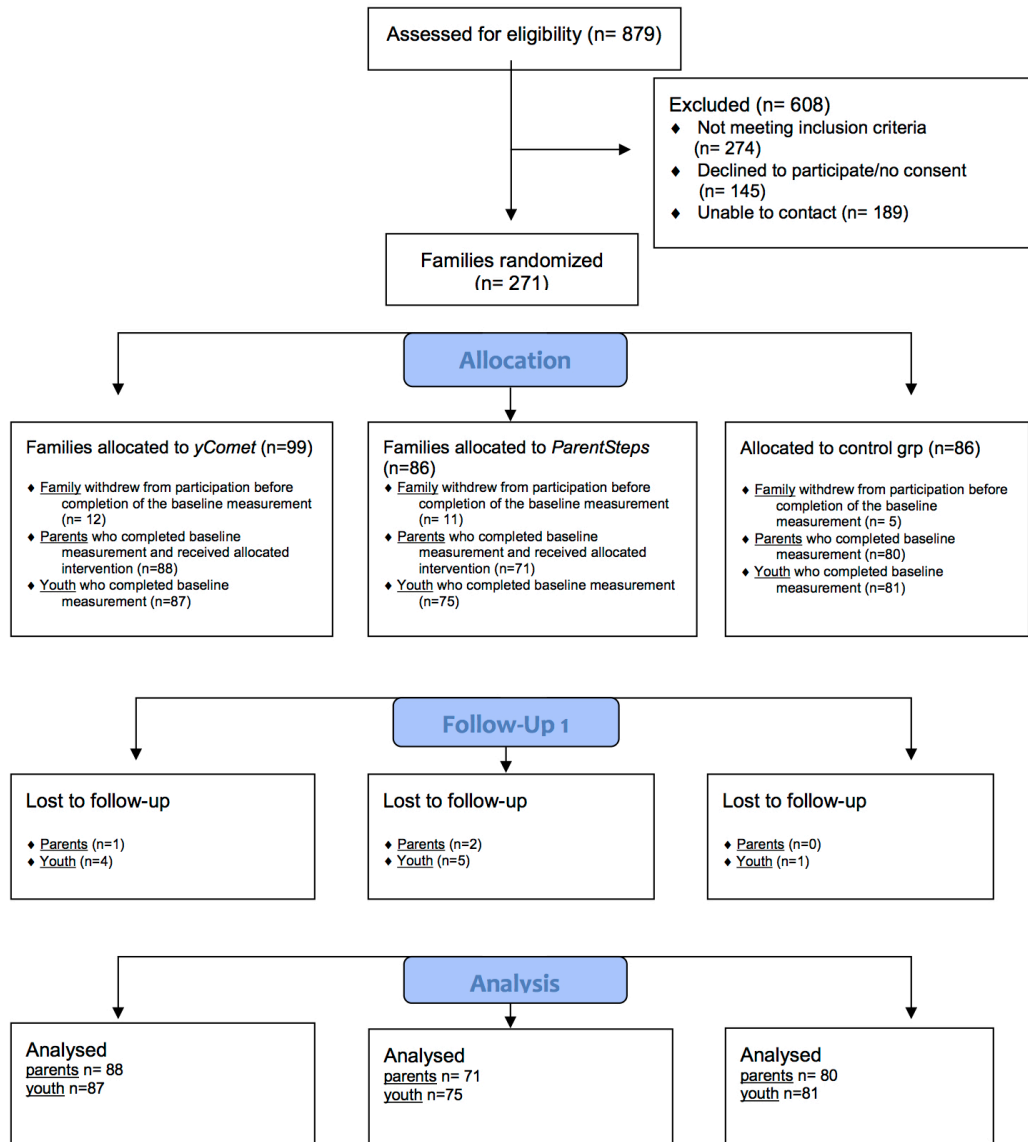 Assessed for eligibility (n= 879)
Excluded (n= 608)
♦ Not meeting inclusion criteria
(n= 274)
♦ Declined to participate/no consent
(n= 145)
♦ Unable to contact (n= 189)
Families randomized
(n= 271)
Allocation
Families allocated to yComet (n=99)
♦ Family withdrew from participation before
completion of the baseline measurement
(n= 12)
♦ Parents who completed baseline
measurement and received allocated
intervention (n=88)
♦ Youth who completed baseline
measurement (n=87)
Families allocated to ParentSteps
(n=86)
♦ Family withdrew from participation before
completion of the baseline measurement
(n= 11)
♦ Parents who completed baseline
measurement and received allocated
intervention (n=71)
♦ Youth who completed baseline
measurement (n=75)
Allocated to control grp (n=86)
♦ Family withdrew from participation before
completion of the baseline
measurement (n= 5)
♦ Parents who completed baseline
measurement (n=80)
♦ Youth who completed baseline
measurement (n=81)
Follow-Up 1
Lost to follow-up
♦ Parents (n=1)
♦ Youth (n=4)
Lost to follow-up
♦ Parents (n=2)
♦ Youth (n=5)
Lost to follow-up
♦ Parents (n=0)
♦ Youth (n=1)
Analysis
Analysed
parents n= 88
youth n=87
Analysed
parents n= 71
youth n=75
Analysed
parents n= 80
youth n=81